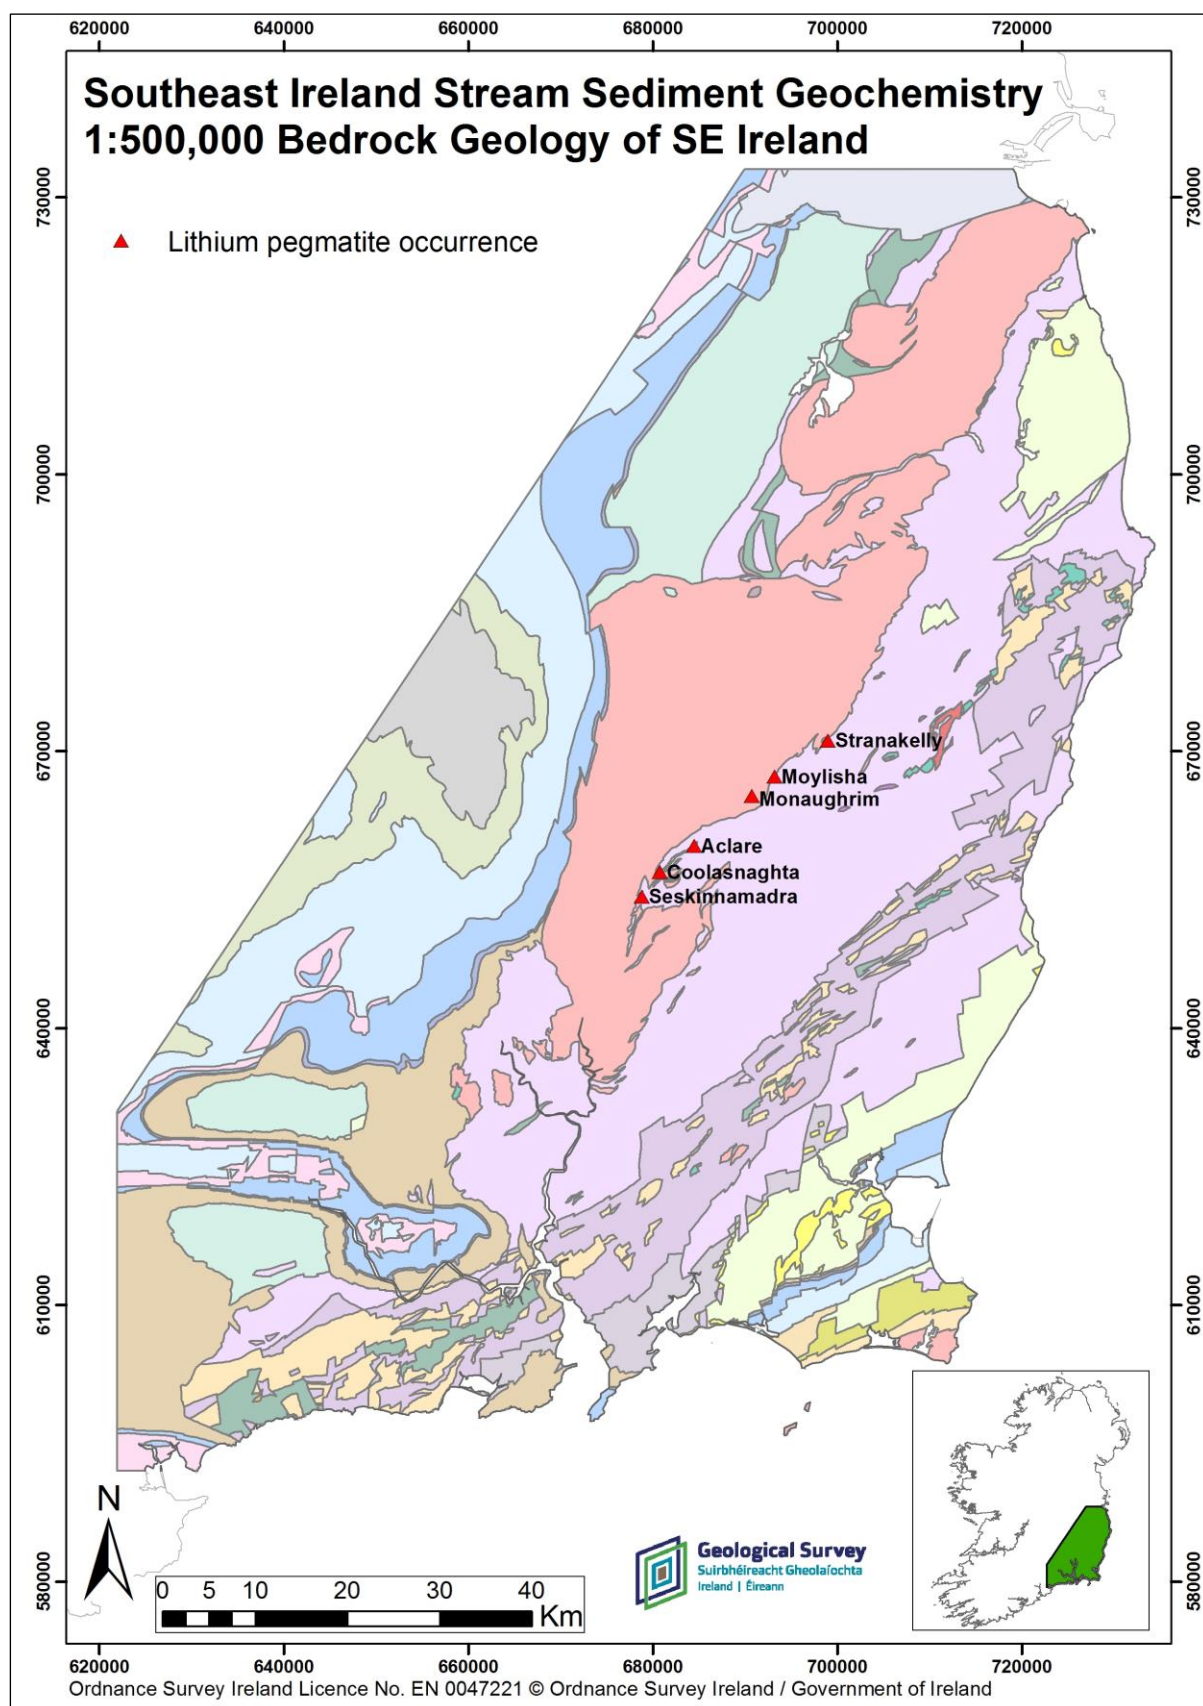 620000 640000 660000 680000 700000 720000
Southeast Ireland Stream Sediment Geochemistry
1:500,000 Bedrock Geology of SE Ireland
730000 730000
Lithium pegmatite occurrence
700000 700000
670000 670000
Stranakelly
Moylisha
Monaughrim
Aclare
Coolasnaghta
Seskinnamadra
640000 640000
610000 610000
N
580000 580000
0 5 10 20 30 40
Km
Geological Survey
Suirbhéireacht Gheolaíochta
Ireland | Éireann
620000 640000 660000 680000 700000 720000
Ordnance Survey Ireland Licence No. EN 0047221 © Ordnance Survey Ireland / Government of Ireland